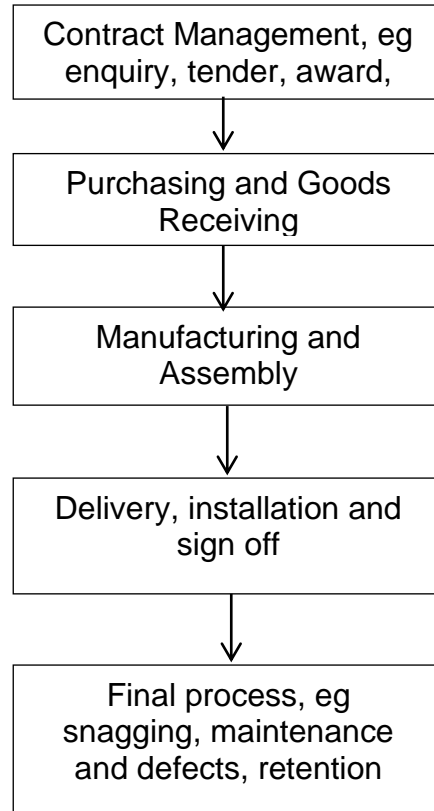 Contract Management, eg
enquiry, tender, award,
Purchasing and Goods
Receiving
Manufacturing and
Assembly
Delivery, installation and
sign off
Final process, eg
snagging, maintenance
and defects, retention